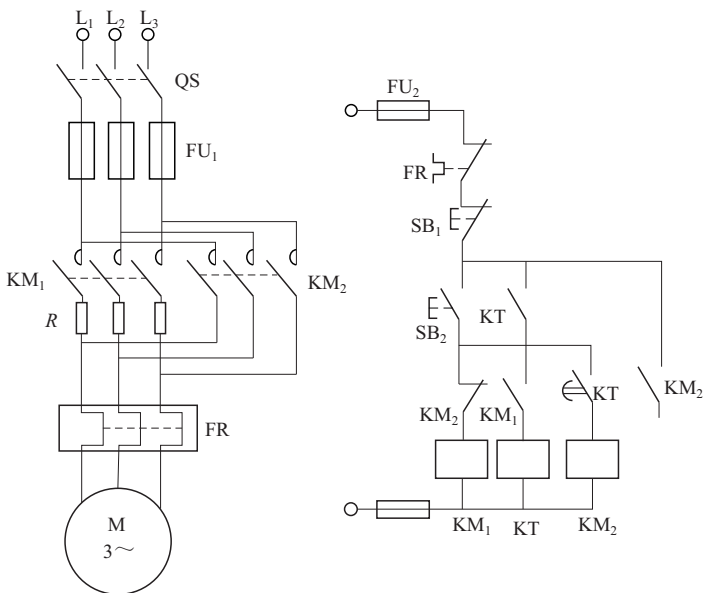 L₁ L₂ L₃
QS
FU₁
KM₁
KM₂
R
FR
M
3～
FU₂
FR
SB₁
SB₂
KT
KM₂
KM₁
KT
KM₂
KM₁
KT
KM₂